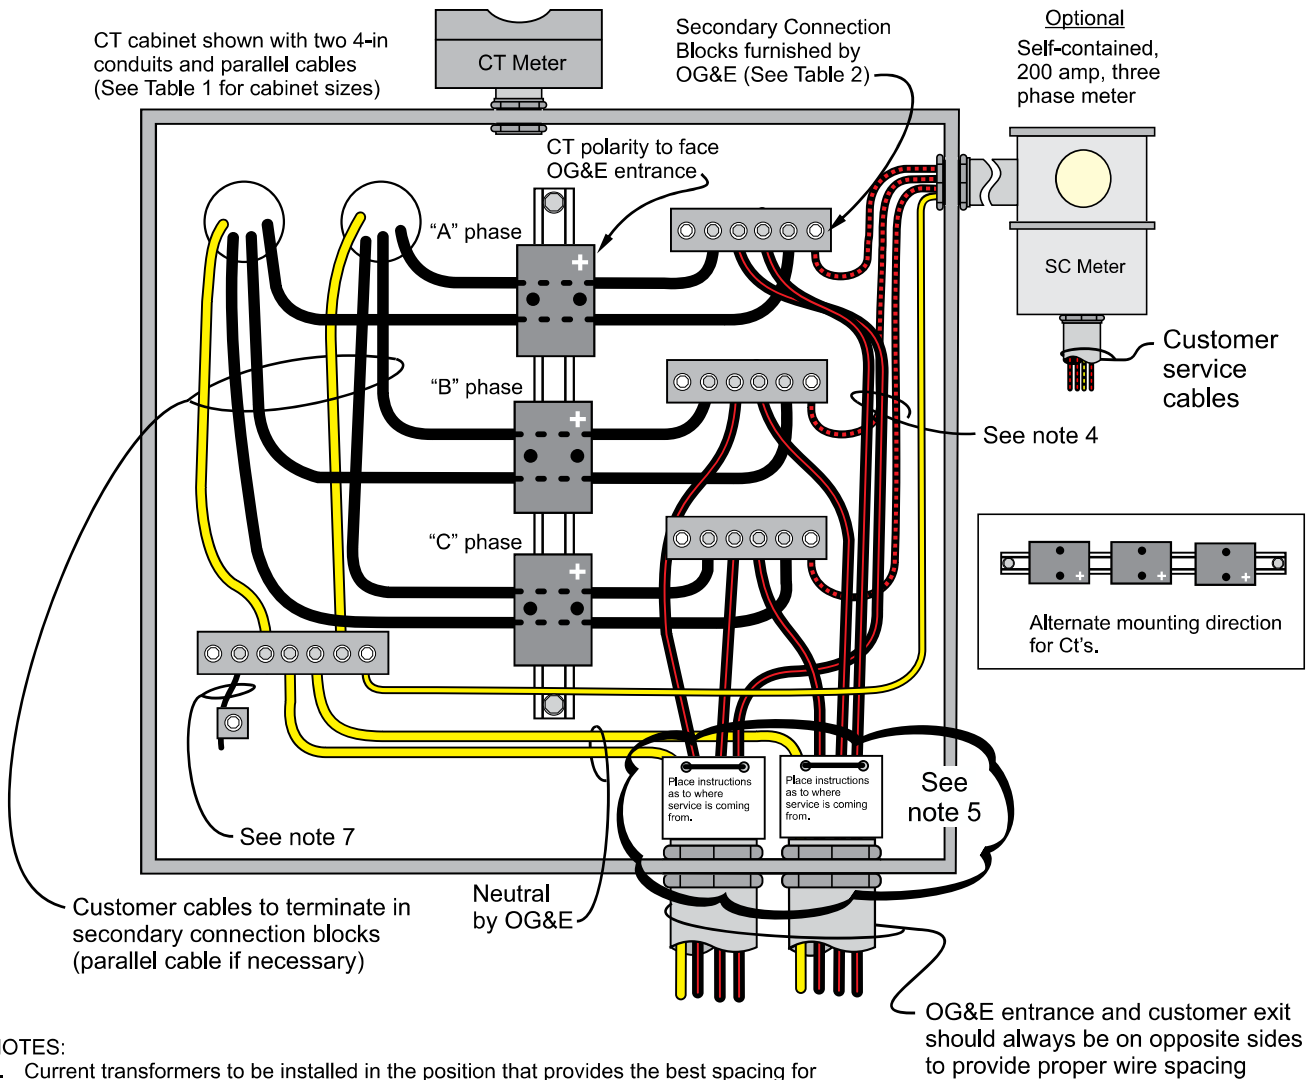 CT cabinet shown with two 4-in
conduits and parallel cables
(See Table 1 for cabinet sizes)
CT Meter
Secondary Connection
Blocks furnished by
OG&E (See Table 2)
Optional
Self-contained,
200 amp, three
phase meter
CT polarity to face
OG&E entrance
"A" phase
+
SC Meter
Customer
service
cables
"B" phase
+
See note 4
"C" phase
+
+ + +
Alternate mounting direction
for Ct's.
Place instructions
as to where
service is coming
from.
Place instructions
as to where
service is coming
from.
See
note 5
See note 7
Neutral
by OG&E
Customer cables to terminate in
secondary connection blocks
(parallel cable if necessary)
OG&E entrance and customer exit
should always be on opposite sides
to provide proper wire spacing
NOTES:
Current transformers to be installed in the position that provides the best spacing for